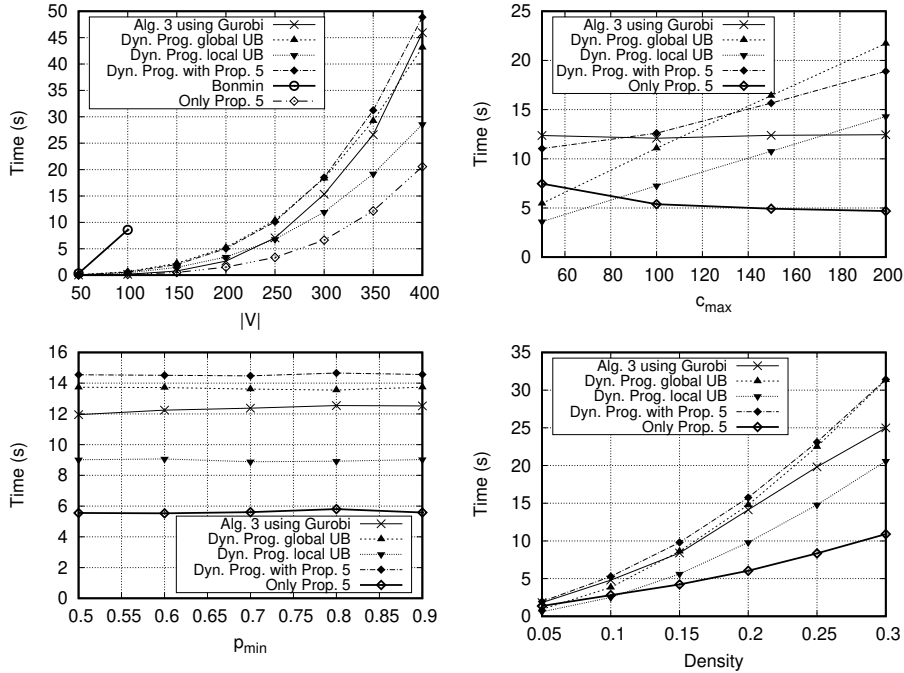 50
45
40
35
30
25
20
15
10
5
0
50 100 150 200 250 300 350 400
Time (s)
|V|
Alg. 3 using Gurobi
Dyn. Prog. global UB
Dyn. Prog. local UB
Dyn. Prog. with Prop. 5
Bonmin
Only Prop. 5
25
20
15
10
5
0
60 80 100 120 140 160 180 200
Time (s)
c_max
Alg. 3 using Gurobi
Dyn. Prog. global UB
Dyn. Prog. local UB
Dyn. Prog. with Prop. 5
Only Prop. 5
16
14
12
10
8
6
4
2
0
0.5 0.55 0.6 0.65 0.7 0.75 0.8 0.85 0.9
Time (s)
p_min
Alg. 3 using Gurobi
Dyn. Prog. global UB
Dyn. Prog. local UB
Dyn. Prog. with Prop. 5
Only Prop. 5
35
30
25
20
15
10
5
0
0.05 0.1 0.15 0.2 0.25 0.3
Time (s)
Density
Alg. 3 using Gurobi
Dyn. Prog. global UB
Dyn. Prog. local UB
Dyn. Prog. with Prop. 5
Only Prop. 5